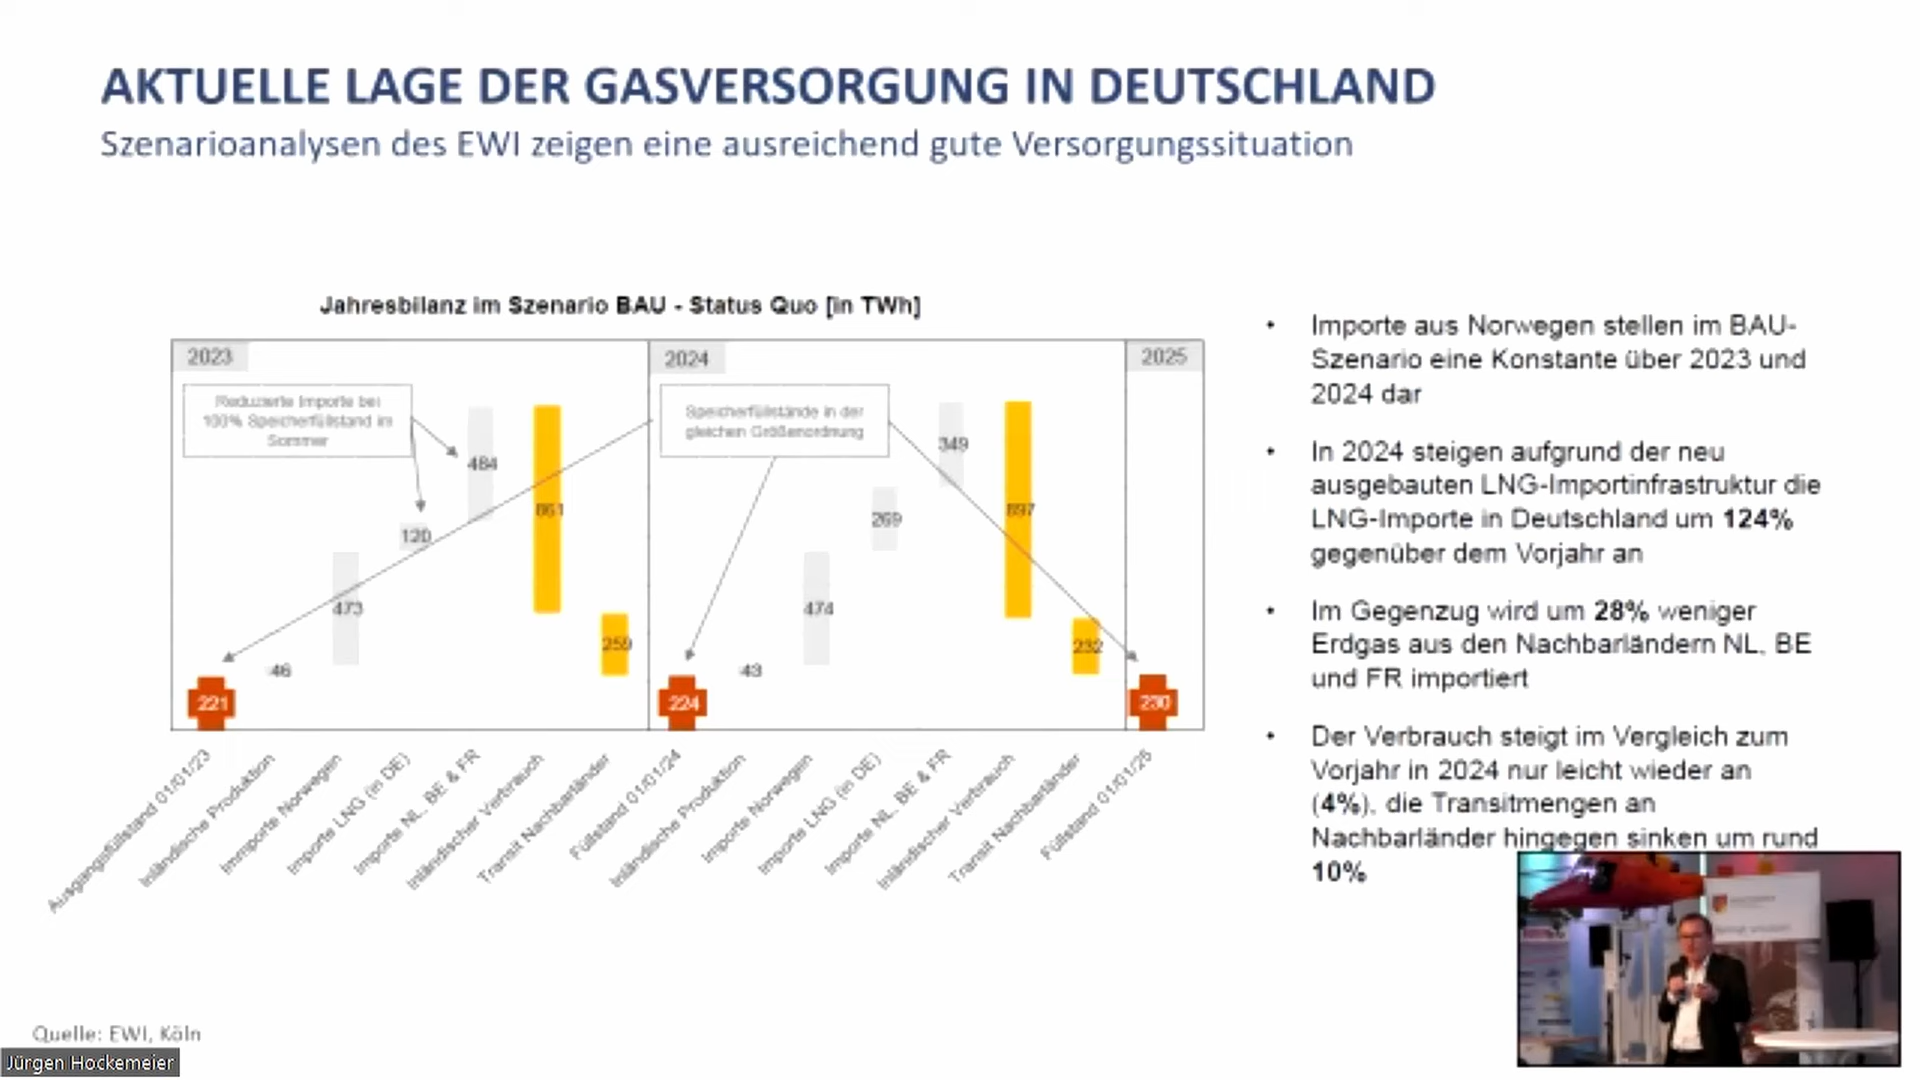 AKTUELLE LAGE DER GASVERSORGUNG IN DEUTSCHLAND
Szenarioanalysen des EWI zeigen eine ausreichend gute Versorgungssituation
Jahresbilanz im Szenario BAU - Status Quo [in TWh]
2023
2024
2025
Reduzierte Importe bei
100% Speicherfüllstand im
Sommer
Speicherfüllstände in der
gleichen Größenordnung
484
861
120
473
259
46
221
349
897
269
474
232
43
224
230
Ausgangsfüllstand 01/01/23
Inländische Produktion
Immporte Norwegen
Importe LNG (in DE)
Importe NL, BE & FR
Inländischer Verbrauch
Transit Nachbarländer
Füllstand 01/01/24
Inländische Produktion
Importe Norwegen
Importe LNG (in DE)
Importe NL, BE & FR
Inländischer Verbrauch
Transit Nachbarländer
Füllstand 01/01/25
• Importe aus Norwegen stellen im BAU-
Szenario eine Konstante über 2023 und
2024 dar
• In 2024 steigen aufgrund der neu
ausgebauten LNG-Importinfrastruktur die
LNG-Importe in Deutschland um 124%
gegenüber dem Vorjahr an
• Im Gegenzug wird um 28% weniger
Erdgas aus den Nachbarländern NL, BE
und FR importiert
• Der Verbrauch steigt im Vergleich zum
Vorjahr in 2024 nur leicht wieder an
(4%), die Transitmengen an
Nachbarländer hingegen sinken um rund
10%
Quelle: EWI, Köln
Jürgen Hockemeier